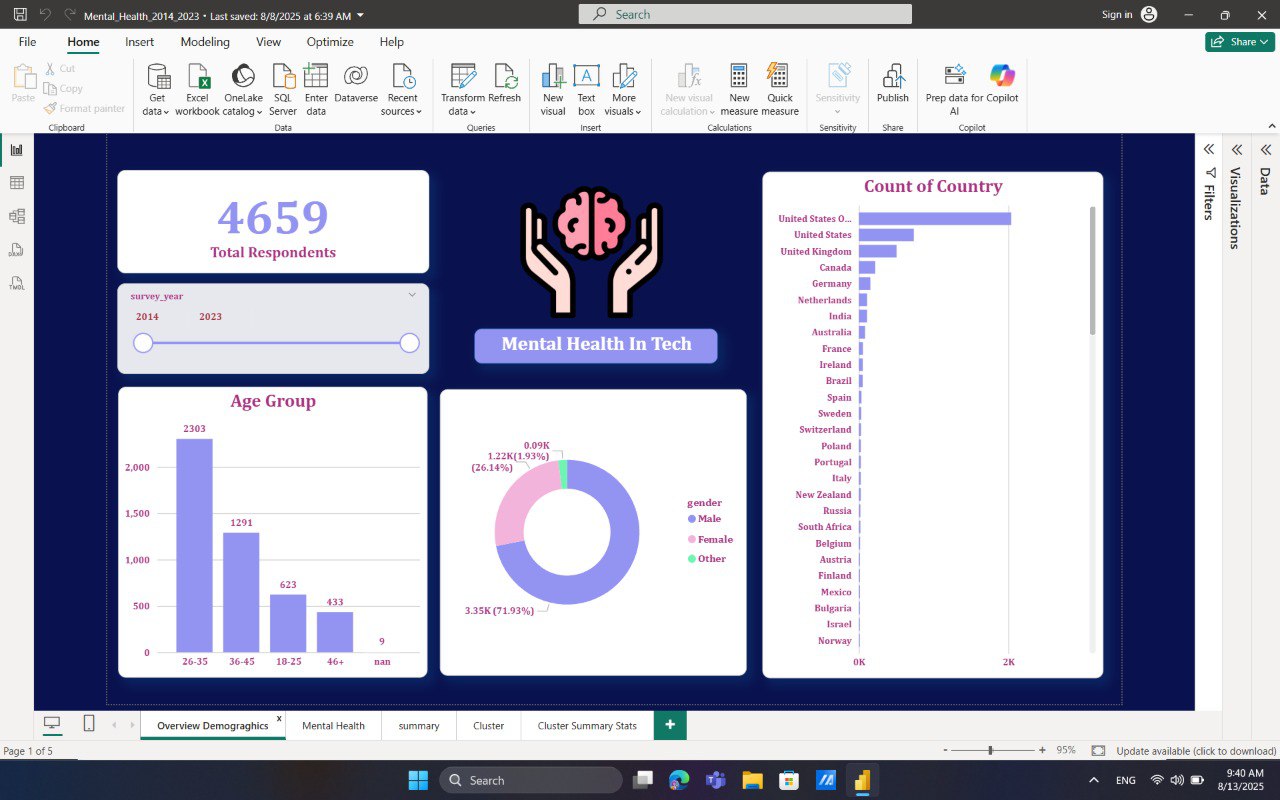 Mental_Health_2014_2023 • Last saved: 8/8/2025 at 6:39 AM
Search
Sign in
File
Home
Insert
Modeling
View
Optimize
Help
Share
Paste
Cut
Copy
Format painter
Clipboard
Get data
Excel workbook
OneLake catalog
SQL Server
Enter data
Dataverse
Recent sources
Data
Transform data
Refresh
Queries
New visual
Text box
More visuals
Insert
New visual calculation
New measure
Quick measure
Calculations
Sensitivity
Sensitivity
Publish
Share
Prep data for AI
Copilot
Copilot
4659
Total Respondents
survey_year
2014
2023
Mental Health In Tech
Age Group
2303
1291
623
433
9
2,000
1,500
1,000
500
0
26-35
36-45
18-25
46+
nan
0.09K
(1.93%)
1.22K
(26.14%)
3.35K (71.93%)
gender
Male
Female
Other
Count of Country
United States O...
United States
United Kingdom
Canada
Germany
Netherlands
India
Australia
France
Ireland
Brazil
Spain
Sweden
Switzerland
Poland
Portugal
Italy
New Zealand
Russia
South Africa
Belgium
Austria
Finland
Mexico
Bulgaria
Israel
Norway
0K
2K
Filters
Visualizations
Data
Overview Demograghics
x
Mental Health
summary
Cluster
Cluster Summary Stats
+
Page 1 of 5
-
+
95%
Update available (click to download)
Search
ENG
9:40 AM
8/13/2025